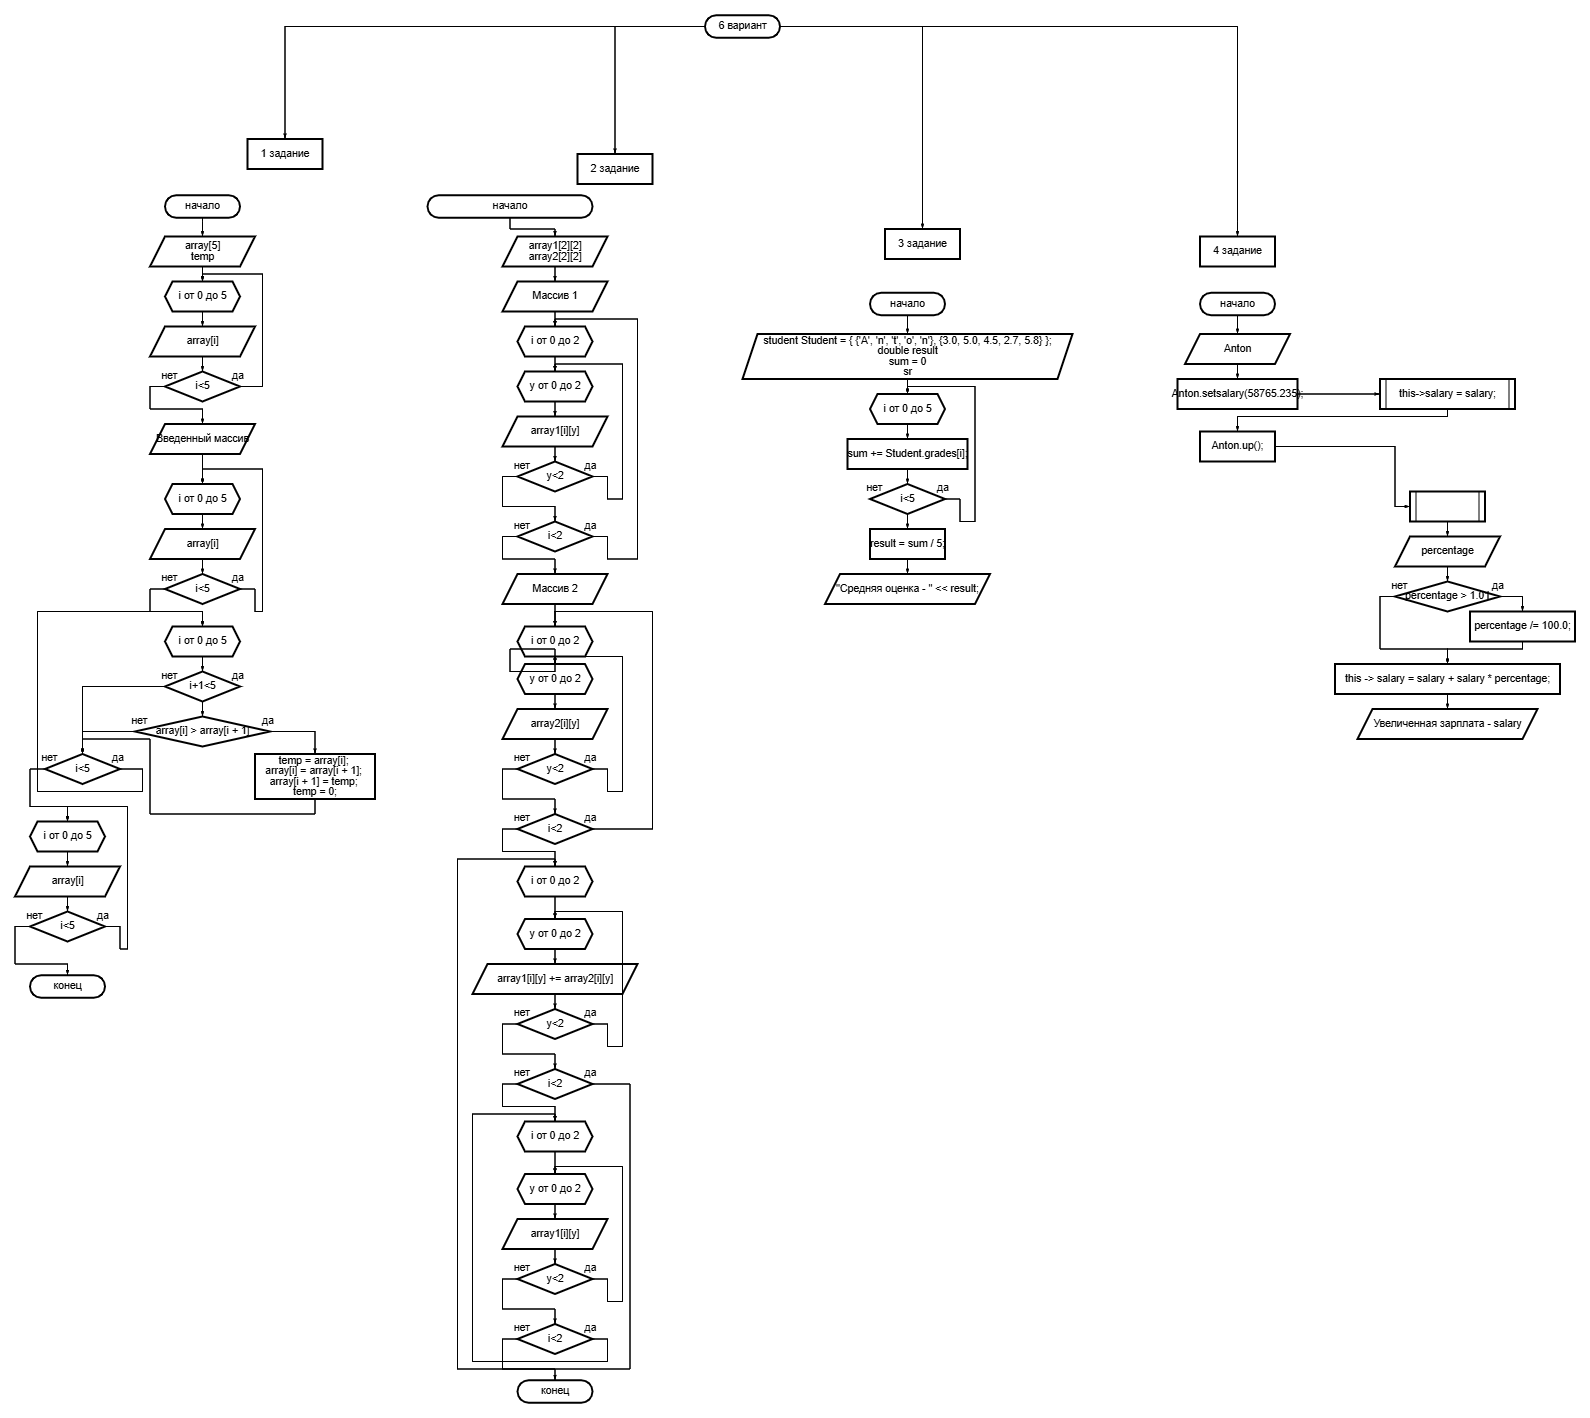 6 вариант
1 задание
начало
array[5]
temp
i от 0 до 5
array[i]
нет
да
i<5
Введенный массив
i от 0 до 5
array[i]
нет
да
i<5
i от 0 до 5
нет
да
i+1<5
нет
да
array[i] > array[i + 1]
temp = array[i];
array[i] = array[i + 1];
array[i + 1] = temp;
temp = 0;
нет
да
i<5
i от 0 до 5
array[i]
нет
да
i<5
конец
2 задание
начало
array1[2][2]
array2[2][2]
Массив 1
i от 0 до 2
y от 0 до 2
array1[i][y]
нет
да
y<2
нет
да
i<2
Массив 2
i от 0 до 2
y от 0 до 2
array2[i][y]
нет
да
y<2
нет
да
i<2
i от 0 до 2
y от 0 до 2
array1[i][y] += array2[i][y]
нет
да
y<2
нет
да
i<2
i от 0 до 2
y от 0 до 2
array1[i][y]
нет
да
y<2
нет
да
i<2
конец
3 задание
начало
student Student = { {'A', 'n', 't', 'o', 'n'}, {3.0, 5.0, 4.5, 2.7, 5.8} };
double result
sum = 0
sr
i от 0 до 5
sum += Student.grades[i];
нет
да
i<5
result = sum / 5;
"Средняя оценка - " << result;
4 задание
начало
Anton
Anton.setsalary(58765.235);
this->salary = salary;
Anton.up();
percentage
нет
да
percentage > 1.01
percentage /= 100.0;
this -> salary = salary + salary * percentage;
Увеличенная зарплата - salary